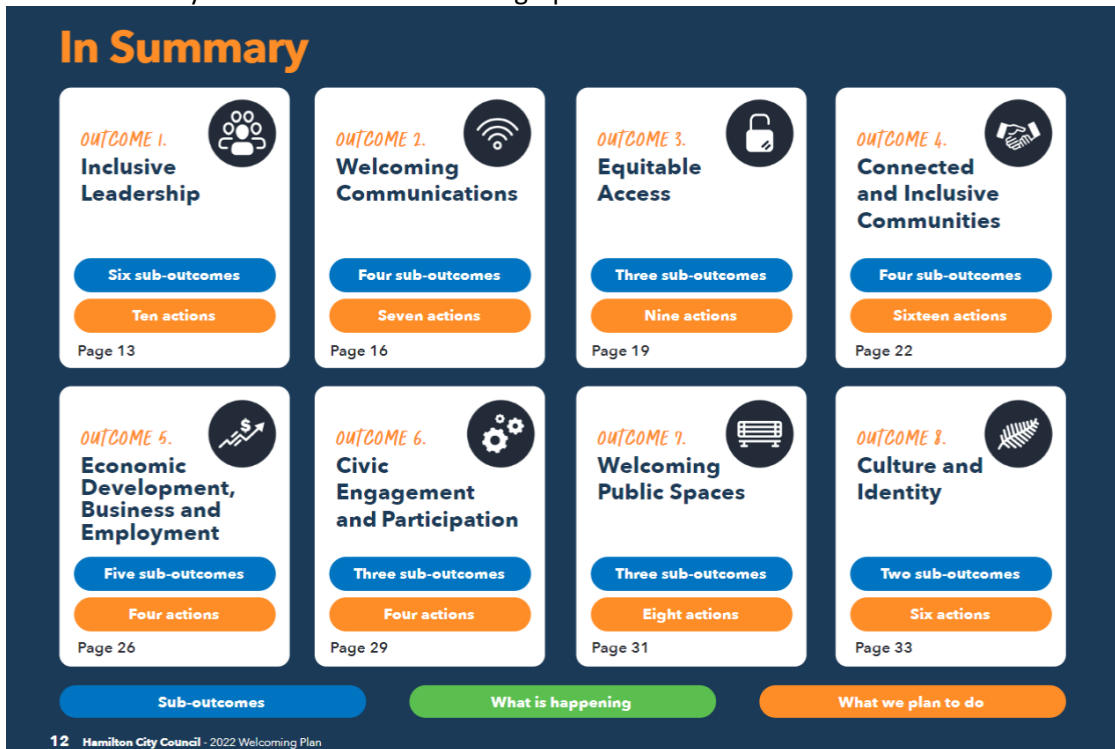 In Summary
OUTCOME 1.
Inclusive
Leadership
Six sub-outcomes
Ten actions
Page 13
OUTCOME 2.
Welcoming
Communications
Four sub-outcomes
Seven actions
Page 16
OUTCOME 3.
Equitable
Access
Three sub-outcomes
Nine actions
Page 19
OUTCOME 4.
Connected
and Inclusive
Communities
Four sub-outcomes
Sixteen actions
Page 22
OUTCOME 5.
$
Economic
Development,
Business and
Employment
Five sub-outcomes
Four actions
Page 26
OUTCOME 6.
Civic
Engagement
and Participation
Three sub-outcomes
Four actions
Page 29
OUTCOME 7.
Welcoming
Public Spaces
Three sub-outcomes
Eight actions
Page 31
OUTCOME 8.
Culture and
Identity
Two sub-outcomes
Six actions
Page 33
Sub-outcomes
What is happening
What we plan to do
12 Hamilton City Council - 2022 Welcoming Plan